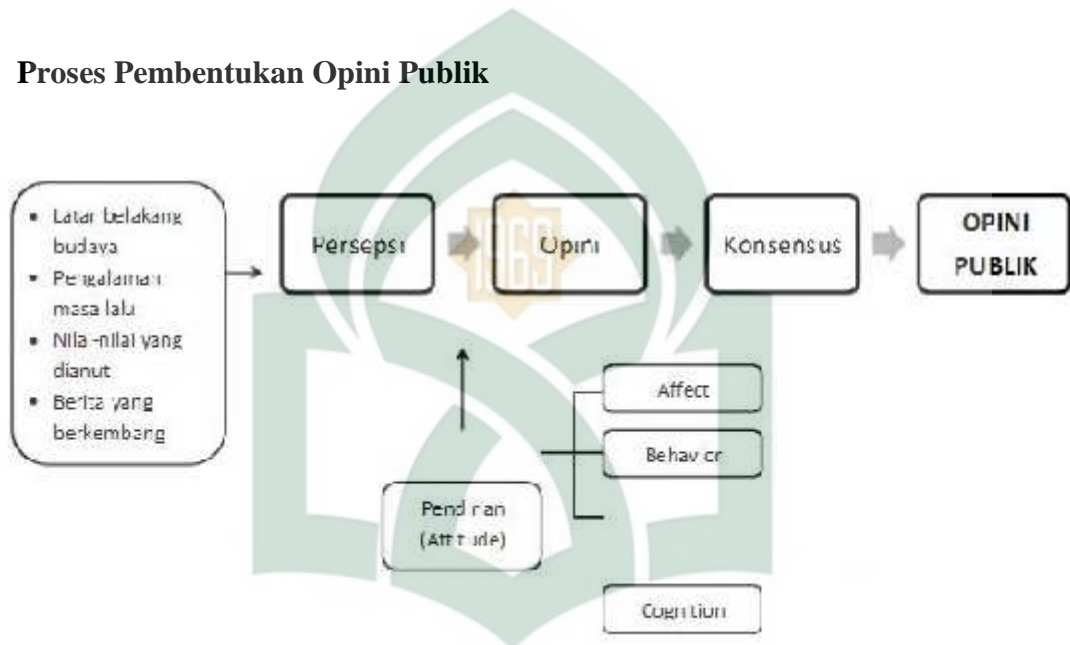 Proses Pembentukan Opini Publik
Latar belakang
budaya
Pengalaman
masa lalu
Nilai-nilai yang
dianut
Berita yang
berkembang
Persepsi
Opini
Konsensus
OPINI
PUBLIK
1969
Affect
Behavior
Pendirian
(Attitude)
Cognition